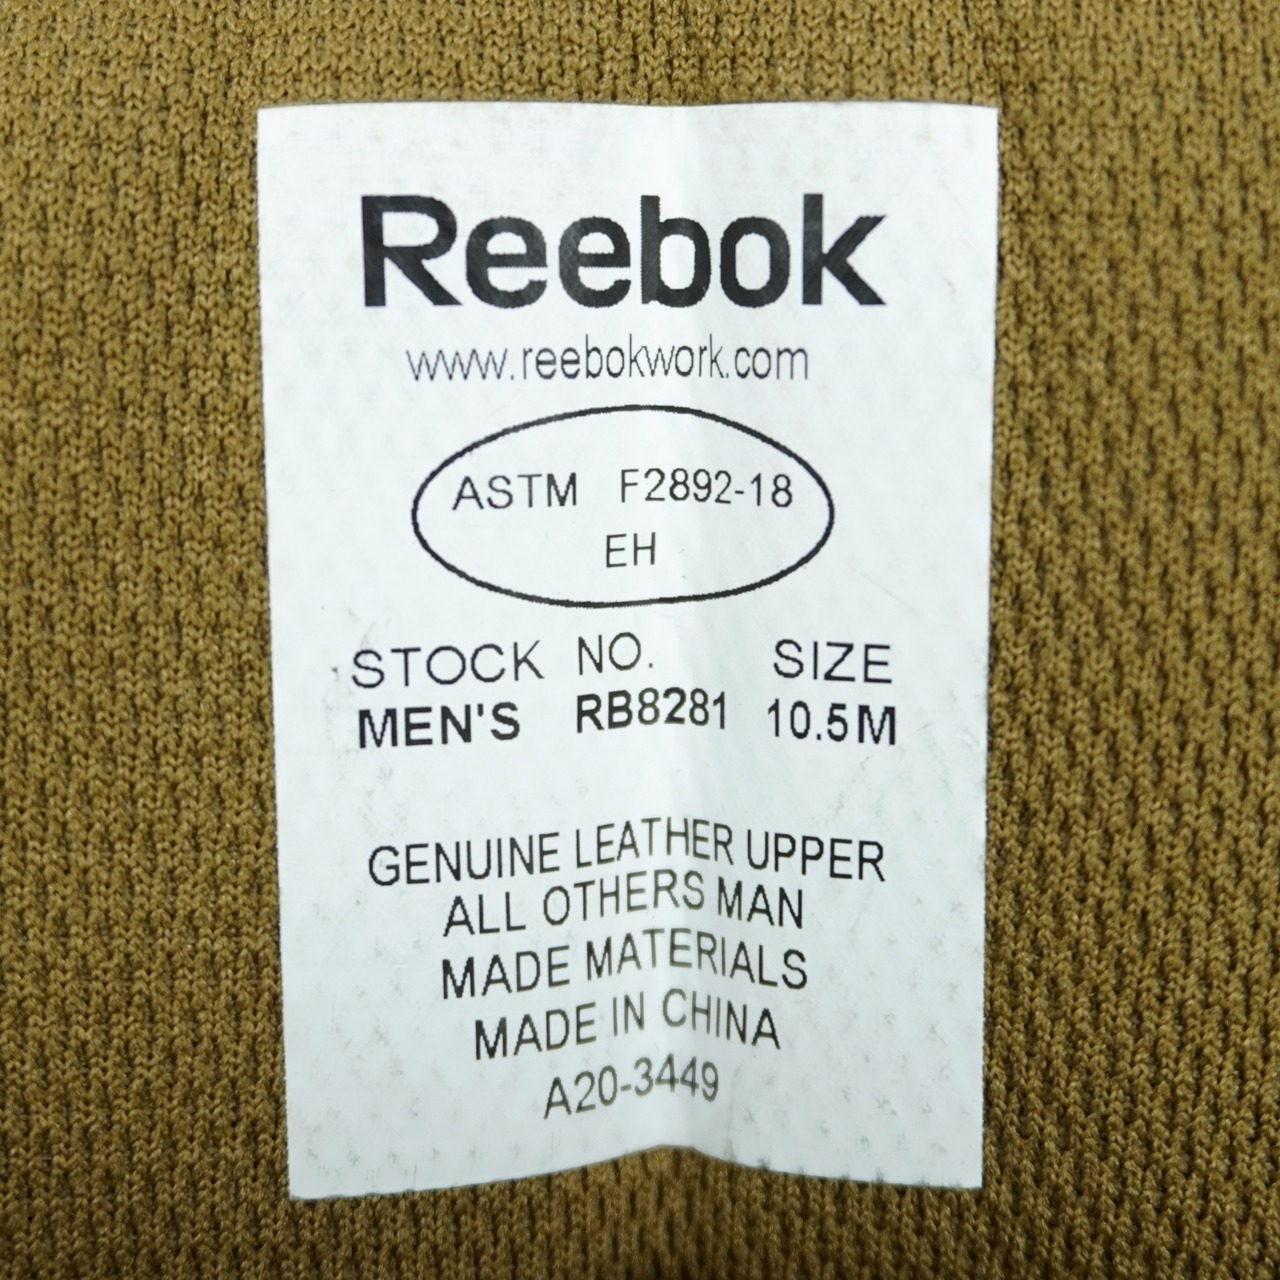 Reebok
www.reebokwork.com
ASTM F2892-18
EH
STOCK NO. SIZE
MEN'S RB8281 10.5M
GENUINE LEATHER UPPER
ALL OTHERS MAN
MADE MATERIALS
MADE IN CHINA
A20-3449